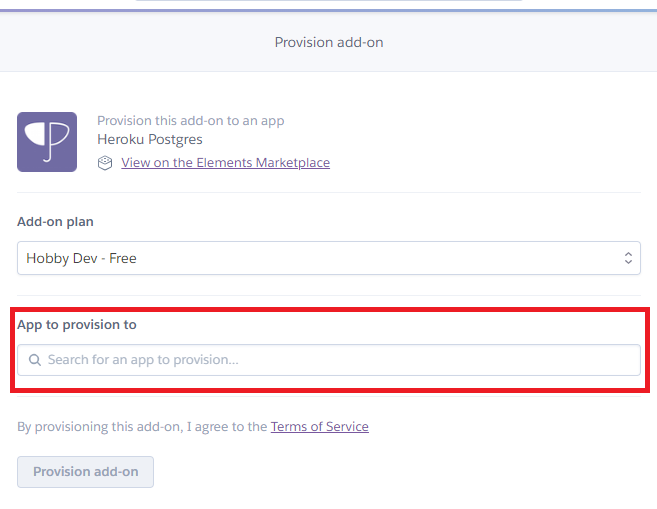 Provision add-on
Provision this add-on to an app
Heroku Postgres
View on the Elements Marketplace
Add-on plan
Hobby Dev - Free
App to provision to
Search for an app to provision...
By provisioning this add-on, I agree to the Terms of Service
Provision add-on